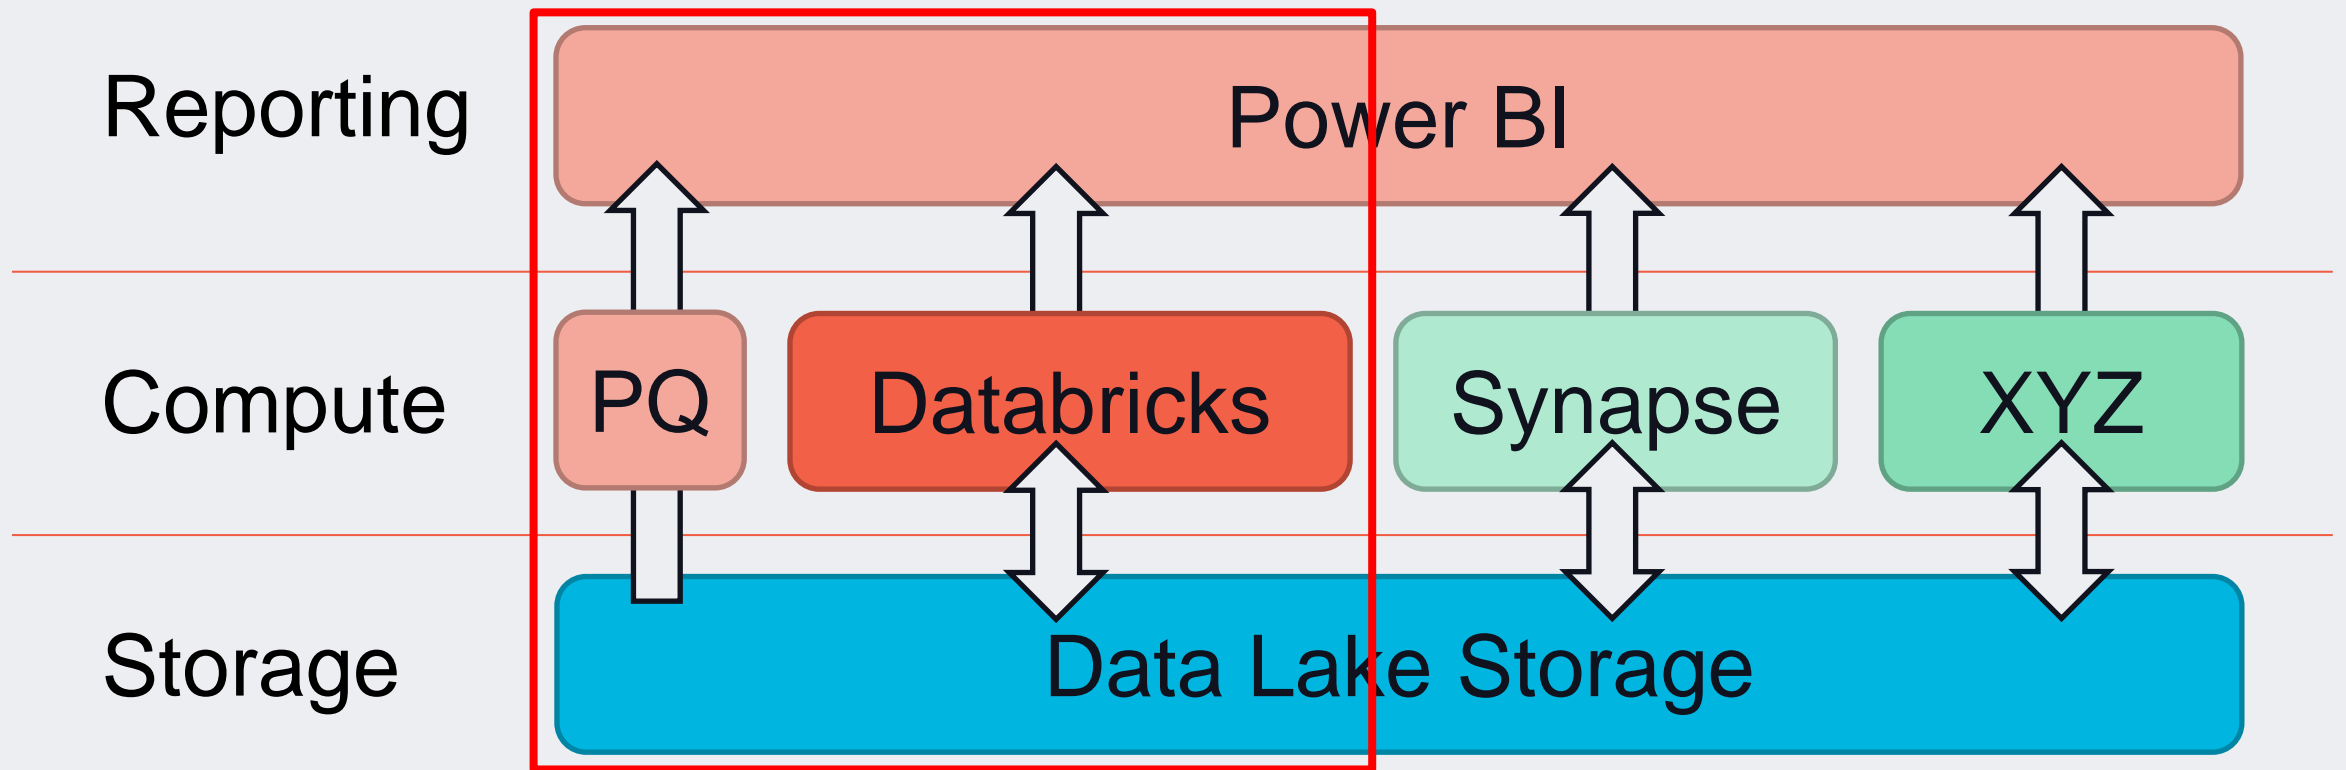 Reporting
Power BI
Compute
PQ
Databricks
Synapse
XYZ
Storage
Data Lake Storage